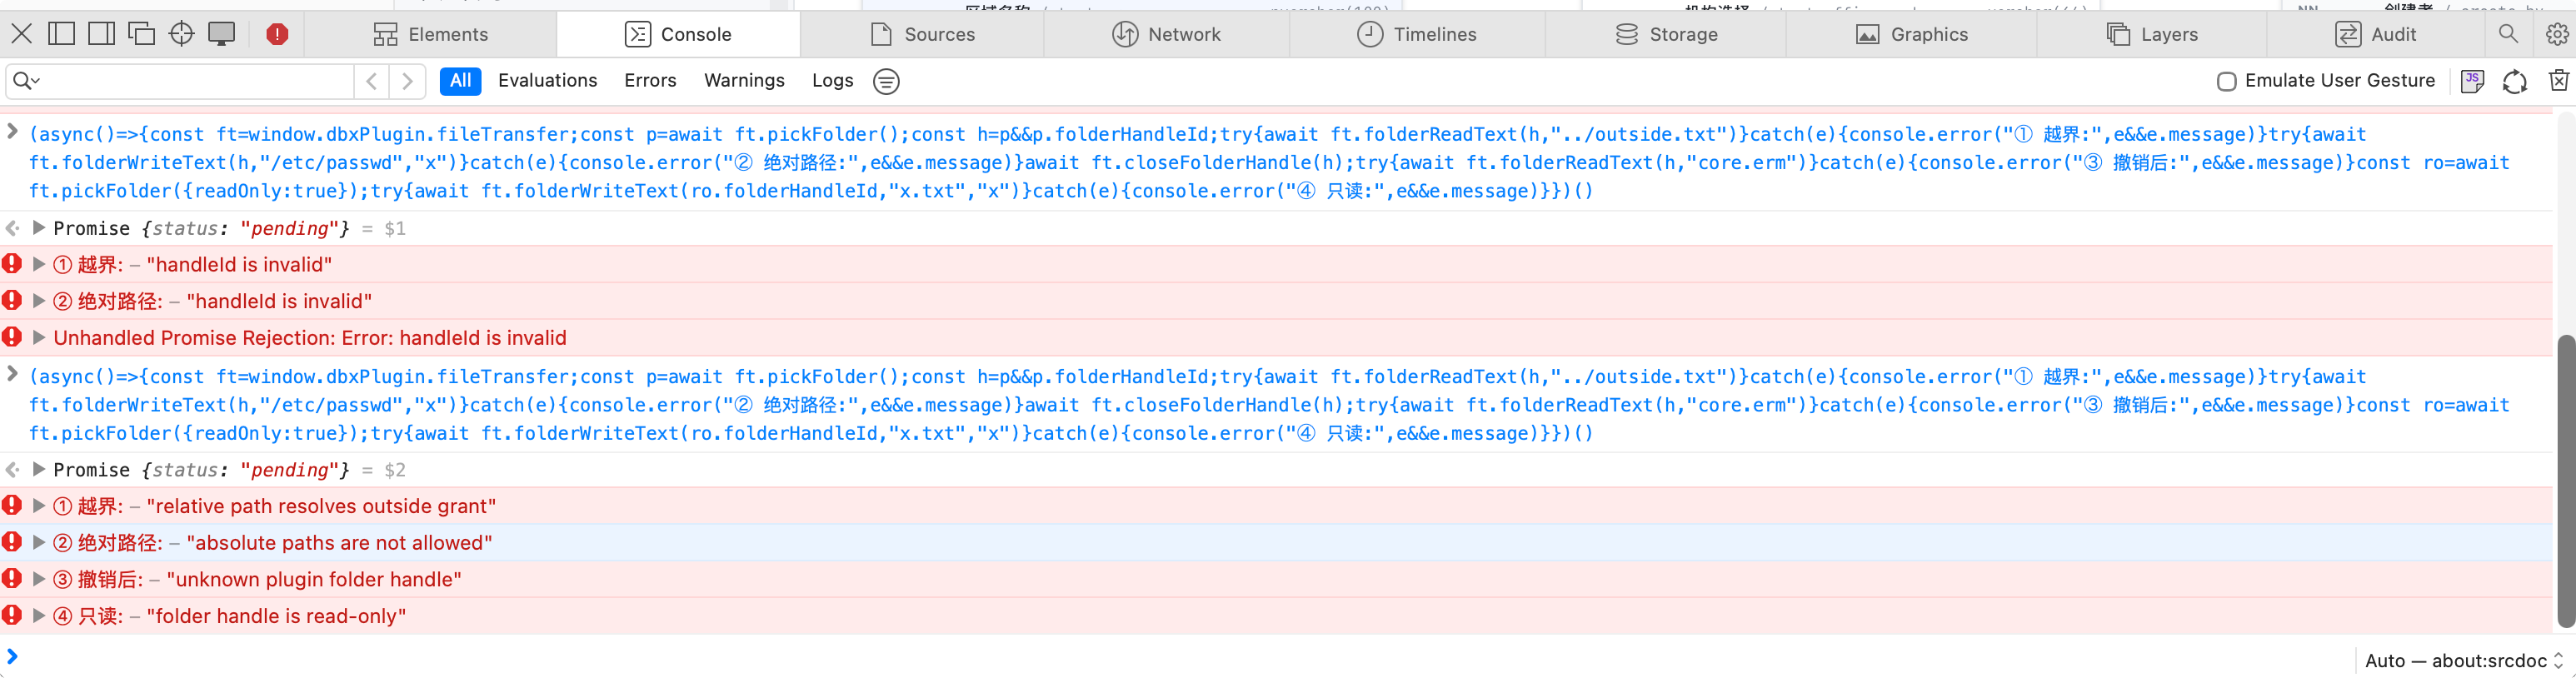 Elements
Console
Sources
Network
Timelines
Storage
Graphics
Layers
Audit
All Evaluations Errors Warnings Logs
Emulate User Gesture
(async()=>{const ft=window.dbxPlugin.fileTransfer;const p=await ft.pickFolder();const h=p&&p.folderHandleId;try{await ft.folderReadText(h,"../outside.txt")}catch(e){console.error("① 越界:",e&&e.message)}try{await
ft.folderWriteText(h,"/etc/passwd","x")}catch(e){console.error("② 绝对路径:",e&&e.message)}await ft.closeFolderHandle(h);try{await ft.folderReadText(h,"core.erm")}catch(e){console.error("③ 撤销后:",e&&e.message)}const ro=await
ft.pickFolder({readOnly:true});try{await ft.folderWriteText(ro.folderHandleId,"x.txt","x")}catch(e){console.error("④ 只读:",e&&e.message)}})()
Promise {status: "pending"} = $1
① 越界: – "handleId is invalid"
② 绝对路径: – "handleId is invalid"
Unhandled Promise Rejection: Error: handleId is invalid
(async()=>{const ft=window.dbxPlugin.fileTransfer;const p=await ft.pickFolder();const h=p&&p.folderHandleId;try{await ft.folderReadText(h,"../outside.txt")}catch(e){console.error("① 越界:",e&&e.message)}try{await
ft.folderWriteText(h,"/etc/passwd","x")}catch(e){console.error("② 绝对路径:",e&&e.message)}await ft.closeFolderHandle(h);try{await ft.folderReadText(h,"core.erm")}catch(e){console.error("③ 撤销后:",e&&e.message)}const ro=await
ft.pickFolder({readOnly:true});try{await ft.folderWriteText(ro.folderHandleId,"x.txt","x")}catch(e){console.error("④ 只读:",e&&e.message)}})()
Promise {status: "pending"} = $2
① 越界: – "relative path resolves outside grant"
② 绝对路径: – "absolute paths are not allowed"
③ 撤销后: – "unknown plugin folder handle"
④ 只读: – "folder handle is read-only"
Auto — about:srcdoc